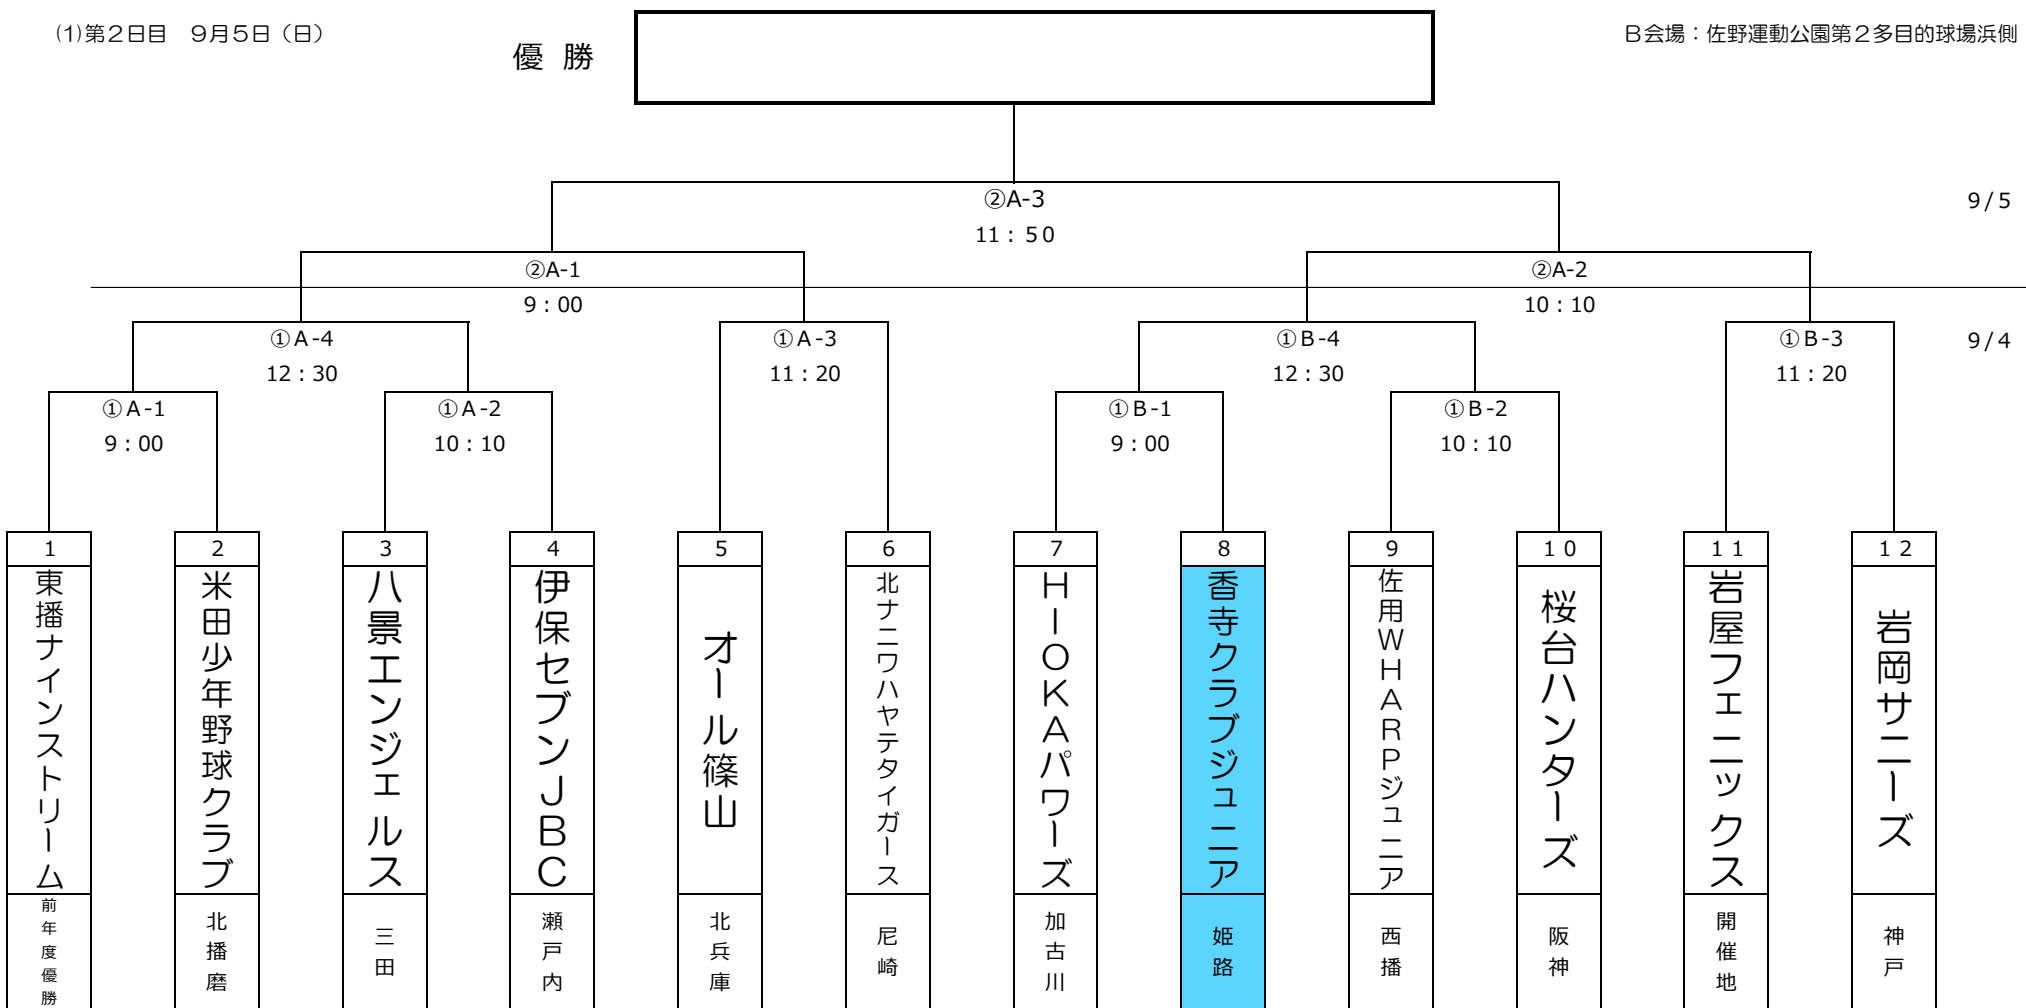 (1)第2日目　9月5日（日）
優 勝
B会場：佐野運動公園第2多目的球場浜側
②A-3
11：50
9/5
②A-1
9：00
②A-2
10：10
①A-4
12：30
①A-3
11：20
①B-4
12：30
①B-3
11：20
9/4
①A-1
9：00
①A-2
10：10
①B-1
9：00
①B-2
10：10
1
東播ナインストリーム
前年度優勝
2
米田少年野球クラブ
北播磨
3
八景エンジェルス
三田
4
伊保セブンJBC
瀬戸内
5
オール篠山
北兵庫
6
北ナニワハヤテタイガース
尼崎
7
HIOKAパワーズ
加古川
8
香寺クラブジュニア
姫路
9
佐用WHARPジュニア
西播
10
桜台ハンターズ
阪神
11
岩屋フェニックス
開催地
12
岩岡サニーズ
神戸